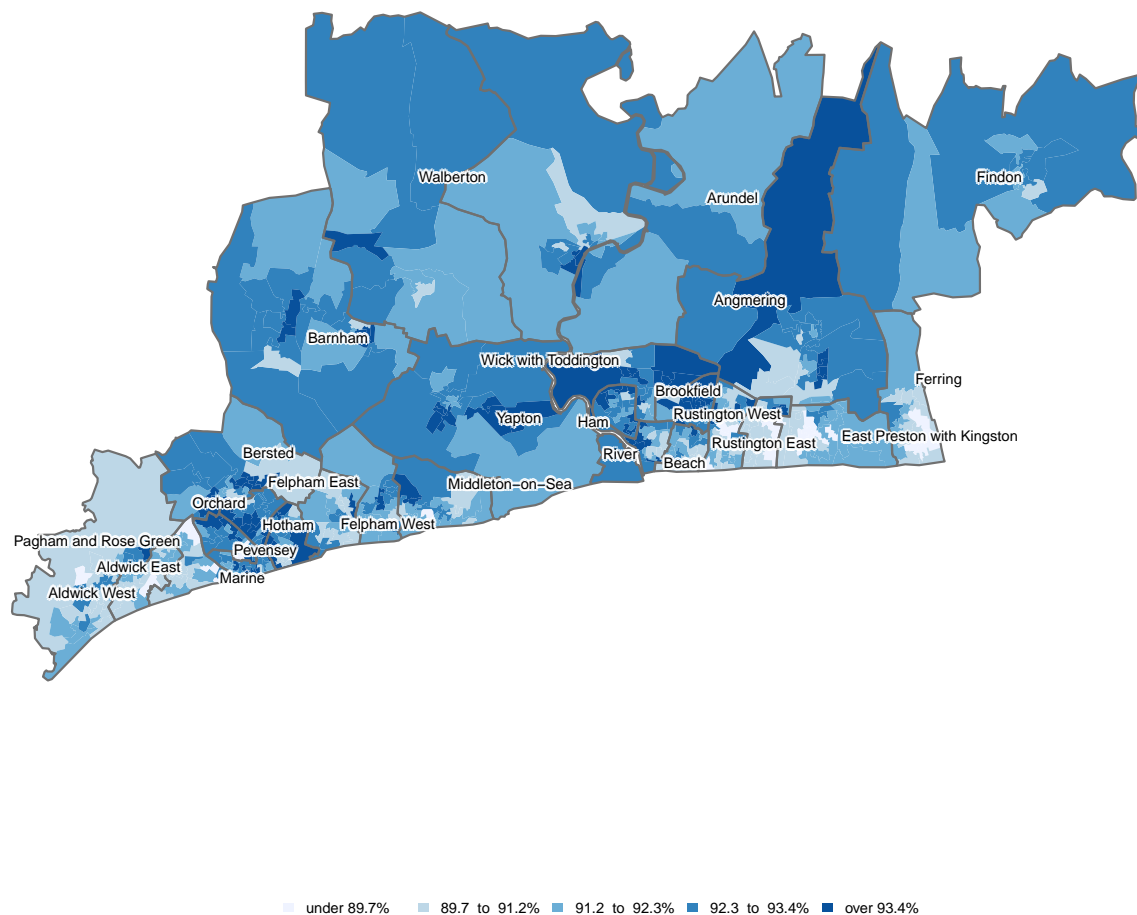 Walberton
Findon
Arundel
Angmering
Barnham
Wick with Toddington
Ferring
Brookfield
Rustington West
Yapton
Ham
East Preston with Kingston
Rustington East
Bersted
River
Beach
Felpham East
Middleton−on−Sea
Orchard
Hotham
Felpham West
Pagham and Rose Green
Pevensey
Aldwick East
Marine
Aldwick West
under 89.7%
89.7 to 91.2%
91.2 to 92.3%
92.3 to 93.4%
over 93.4%